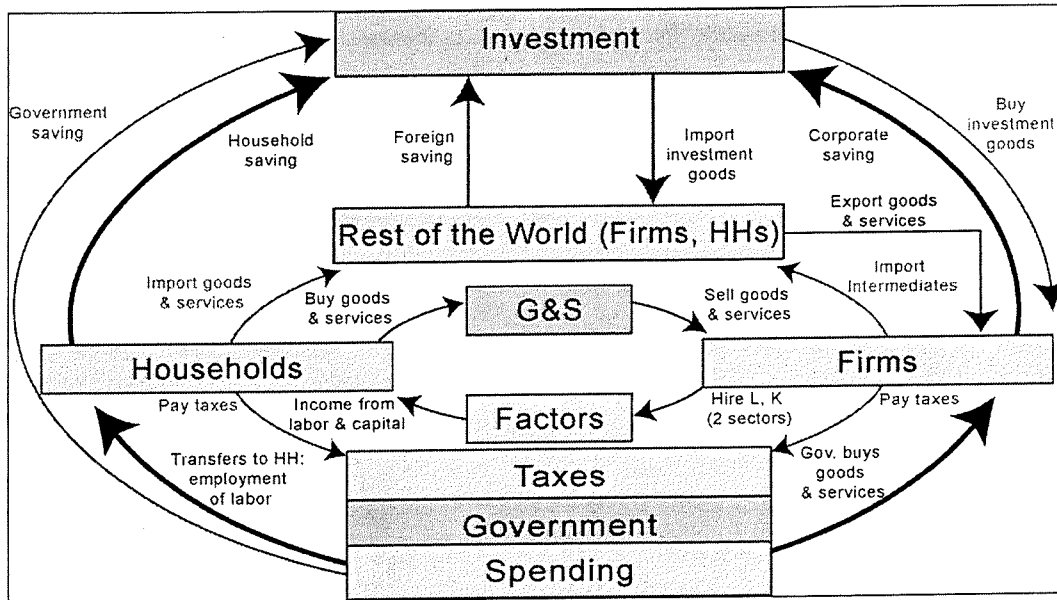 Investment
Government
saving
Household
saving
Foreign
saving
Import
investment
goods
Corporate
saving
Buy
investment
goods
Export goods
& services
Rest of the World (Firms, HHs)
Import goods
& services
Buy goods
& services
G&S
Sell goods
& services
Import
Intermediates
Households
Firms
Pay taxes
Income from
labor & capital
Factors
Hire L, K
(2 sectors)
Pay taxes
Transfers to HH:
employment
of labor
Taxes
Gov. buys
goods
& services
Government
Spending